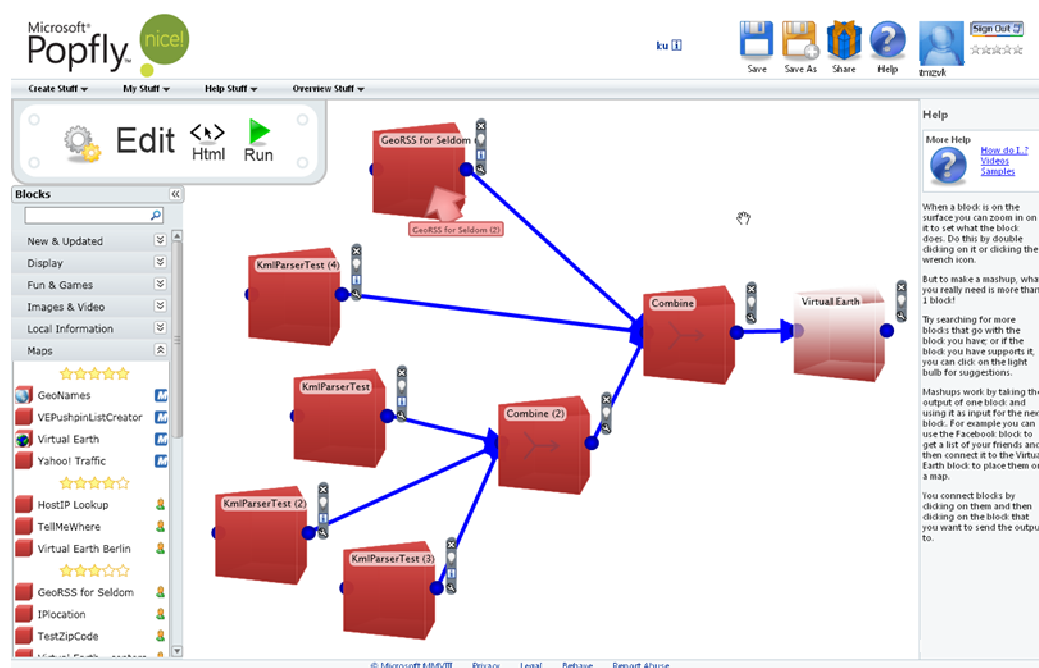 Microsoft®
Popfly™
nice!
ku
Save
Save As
Share
Help
tmzvk
Sign Out
Create Stuff
My Stuff
Help Stuff
Overview Stuff
Edit
Html
Run
Blocks
New & Updated
Display
Fun & Games
Images & Video
Local Information
Maps
GeoNames
VEPushpinListCreator
Virtual Earth
Yahoo! Traffic
HostIP Lookup
TellMeWhere
Virtual Earth Berlin
GeoRSS for Seldom
IPlocation
TestZipCode
GeoRSS for Seldom
GeoRSS for Seldom (2)
KmlParserTest (4)
KmlParserTest
KmlParserTest (2)
KmlParserTest (3)
Combine (2)
Combine
Virtual Earth
Help
More Help
How do I..?
Videos
Samples
When a block is on the
surface you can zoom in on
it to set what the block
does. Do this by double
clicking on it or clicking the
wrench icon.
But to make a mashup, what
you really need is more than
1 block!
Try searching for more
blocks that go with the
block you have; or if the
block you have supports it,
you can click on the light
bulb for suggestions.
Mashups work by taking the
output of one block and
using it as input for the nex
block. For example you can
use the Facebook block to
get a list of your friends and
then connect it to the Virtua
Earth block to place them on
a map.
You connect blocks by
clicking on them and then
clicking on the block that
you want to send the outpu
to.
© Microsoft MMVIII
Privacy
Legal
Behave
Report Abuse